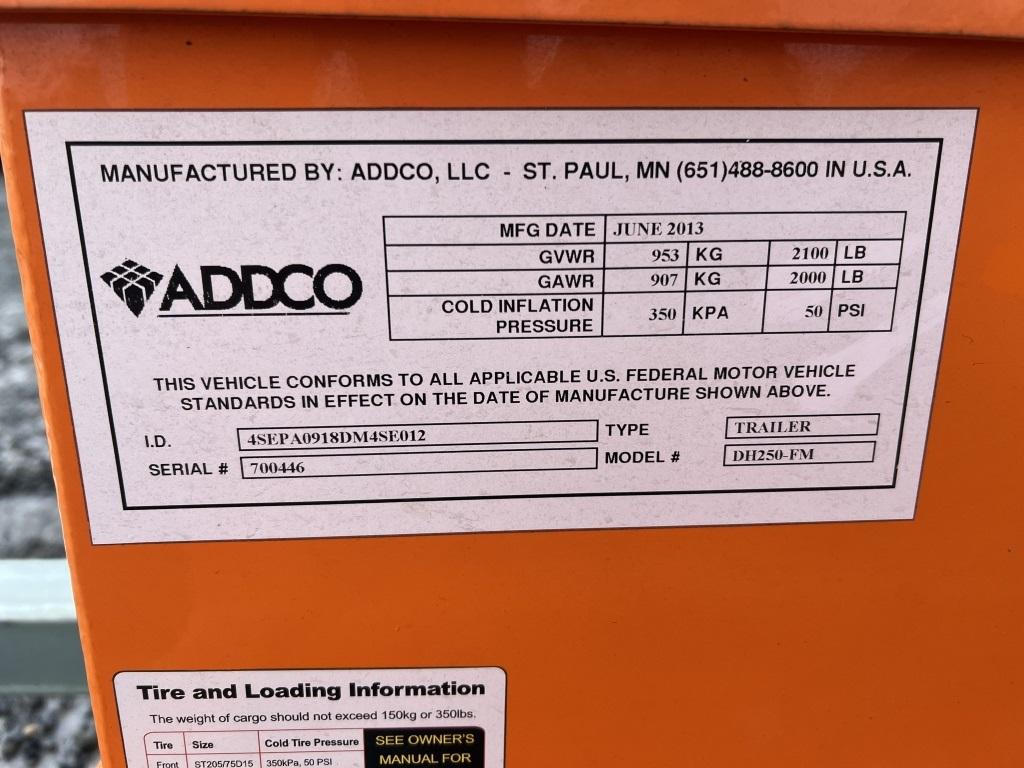 MANUFACTURED BY: ADDCO, LLC - ST. PAUL, MN (651)488-8600 IN U.S.A.
ADDCO
MFG DATE JUNE 2013
GVWR 953 KG 2100 LB
GAWR 907 KG 2000 LB
COLD INFLATION
PRESSURE 350 KPA 50 PSI
THIS VEHICLE CONFORMS TO ALL APPLICABLE U.S. FEDERAL MOTOR VEHICLE
STANDARDS IN EFFECT ON THE DATE OF MANUFACTURE SHOWN ABOVE.
I.D. 4SEPA0918DM4SE012 TYPE TRAILER
SERIAL # 700446 MODEL # DH250-FM
Tire and Loading Information
The weight of cargo should not exceed 150kg or 350lbs.
Tire Size Cold Tire Pressure SEE OWNER'S
Front ST205/75D15 350kPa, 50 PSI MANUAL FOR